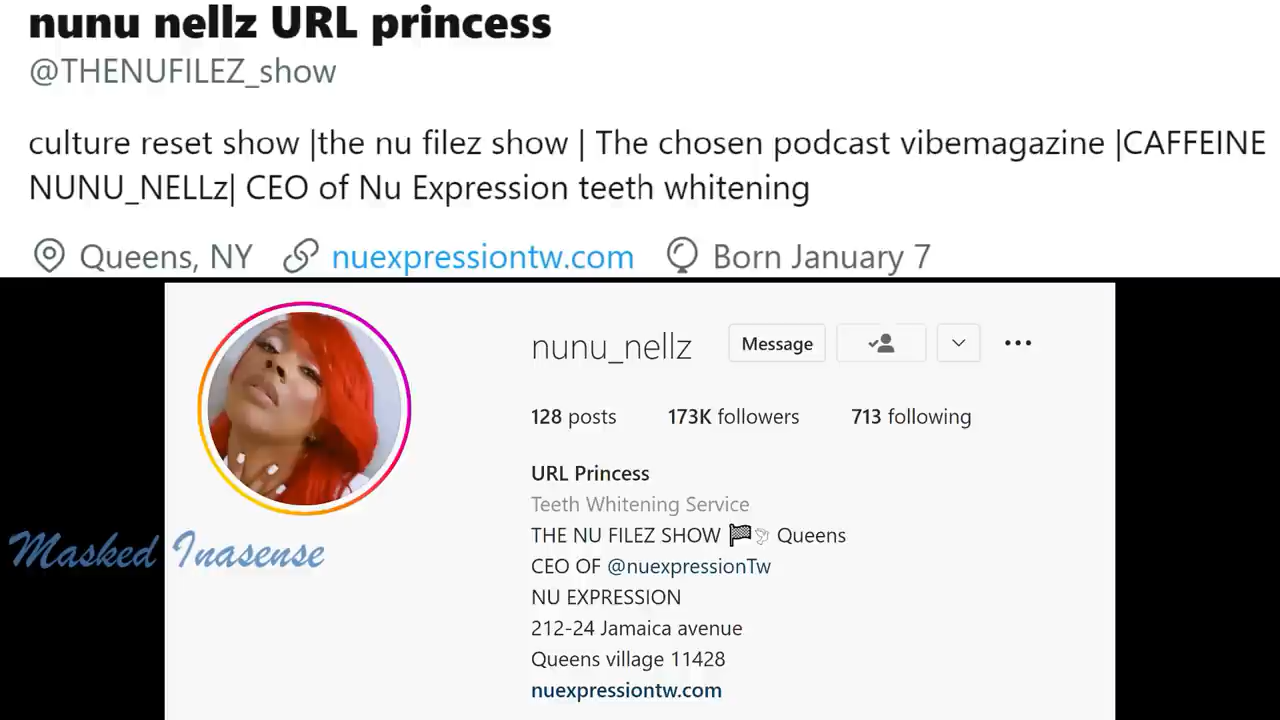 nunu nellz URL princess
@THENUFILEZ_show
culture reset show |the nu filez show | The chosen podcast vibemagazine |CAFFEINE
NUNU_NELLz| CEO of Nu Expression teeth whitening
Queens, NY nuexpressiontw.com Born January 7
nunu_nellz Message
128 posts 173K followers 713 following
URL Princess
Teeth Whitening Service
THE NU FILEZ SHOW 🏁🕊 Queens
CEO OF @nuexpressionTw
NU EXPRESSION
212-24 Jamaica avenue
Queens village 11428
nuexpressiontw.com
Masked Inasense